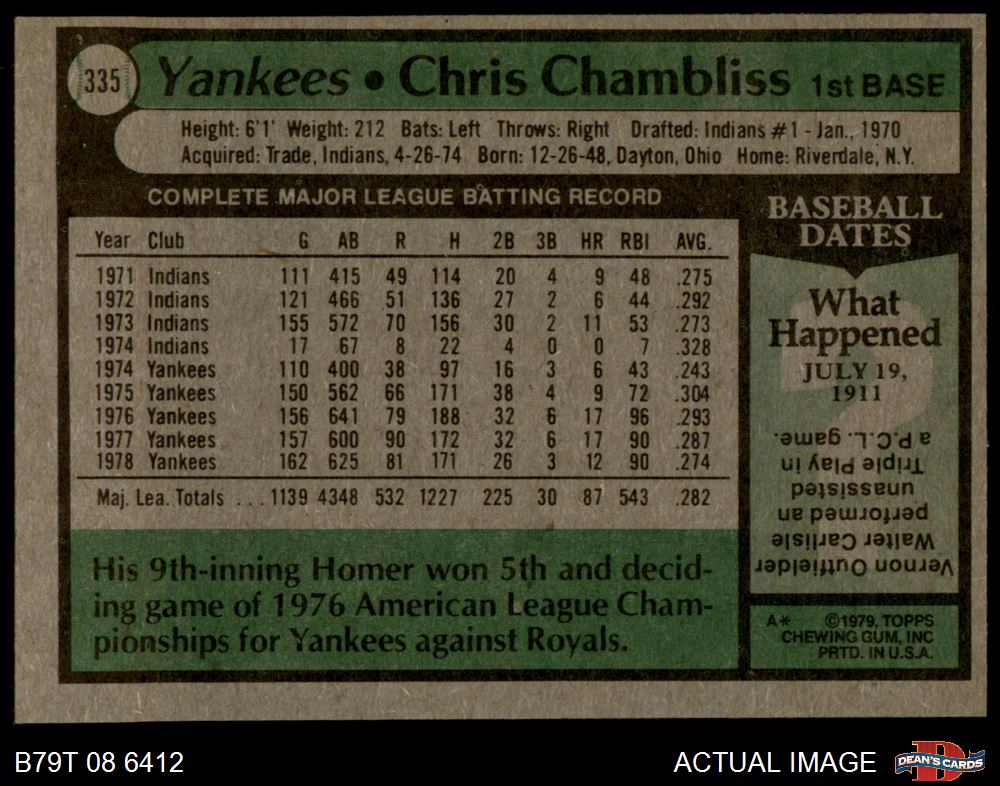 335 Yankees • Chris Chambliss 1st BASE
Height: 6'1' Weight: 212 Bats: Left Throws: Right Drafted: Indians #1 - Jan., 1970
Acquired: Trade, Indians, 4-26-74 Born: 12-26-48, Dayton, Ohio Home: Riverdale, N.Y.
COMPLETE MAJOR LEAGUE BATTING RECORD
Year Club G AB R H 2B 3B HR RBI AVG.
1971 Indians 111 415 49 114 20 4 9 48 .275
1972 Indians 121 466 51 136 27 2 6 44 .292
1973 Indians 155 572 70 156 30 2 11 53 .273
1974 Indians 17 67 8 22 4 0 0 7 .328
1974 Yankees 110 400 38 97 16 3 6 43 .243
1975 Yankees 150 562 66 171 38 4 9 72 .304
1976 Yankees 156 641 79 188 32 6 17 96 .293
1977 Yankees 157 600 90 172 32 6 17 90 .287
1978 Yankees 162 625 81 171 26 3 12 90 .274
Maj. Lea. Totals ... 1139 4348 532 1227 225 30 87 543 .282
His 9th-inning Homer won 5th and decid-
ing game of 1976 American League Cham-
pionships for Yankees against Royals.
BASEBALL
DATES
What
Happened
JULY 19,
1911
Vernon Outfielder
Walter Carlisle
performed an
unassisted
Triple Play in
a P.C.L. game.
A* ©1979, TOPPS
CHEWING GUM, INC
PRTD. IN U.S.A.
B79T 08 6412
ACTUAL IMAGE
D
DEAN'S CARDS